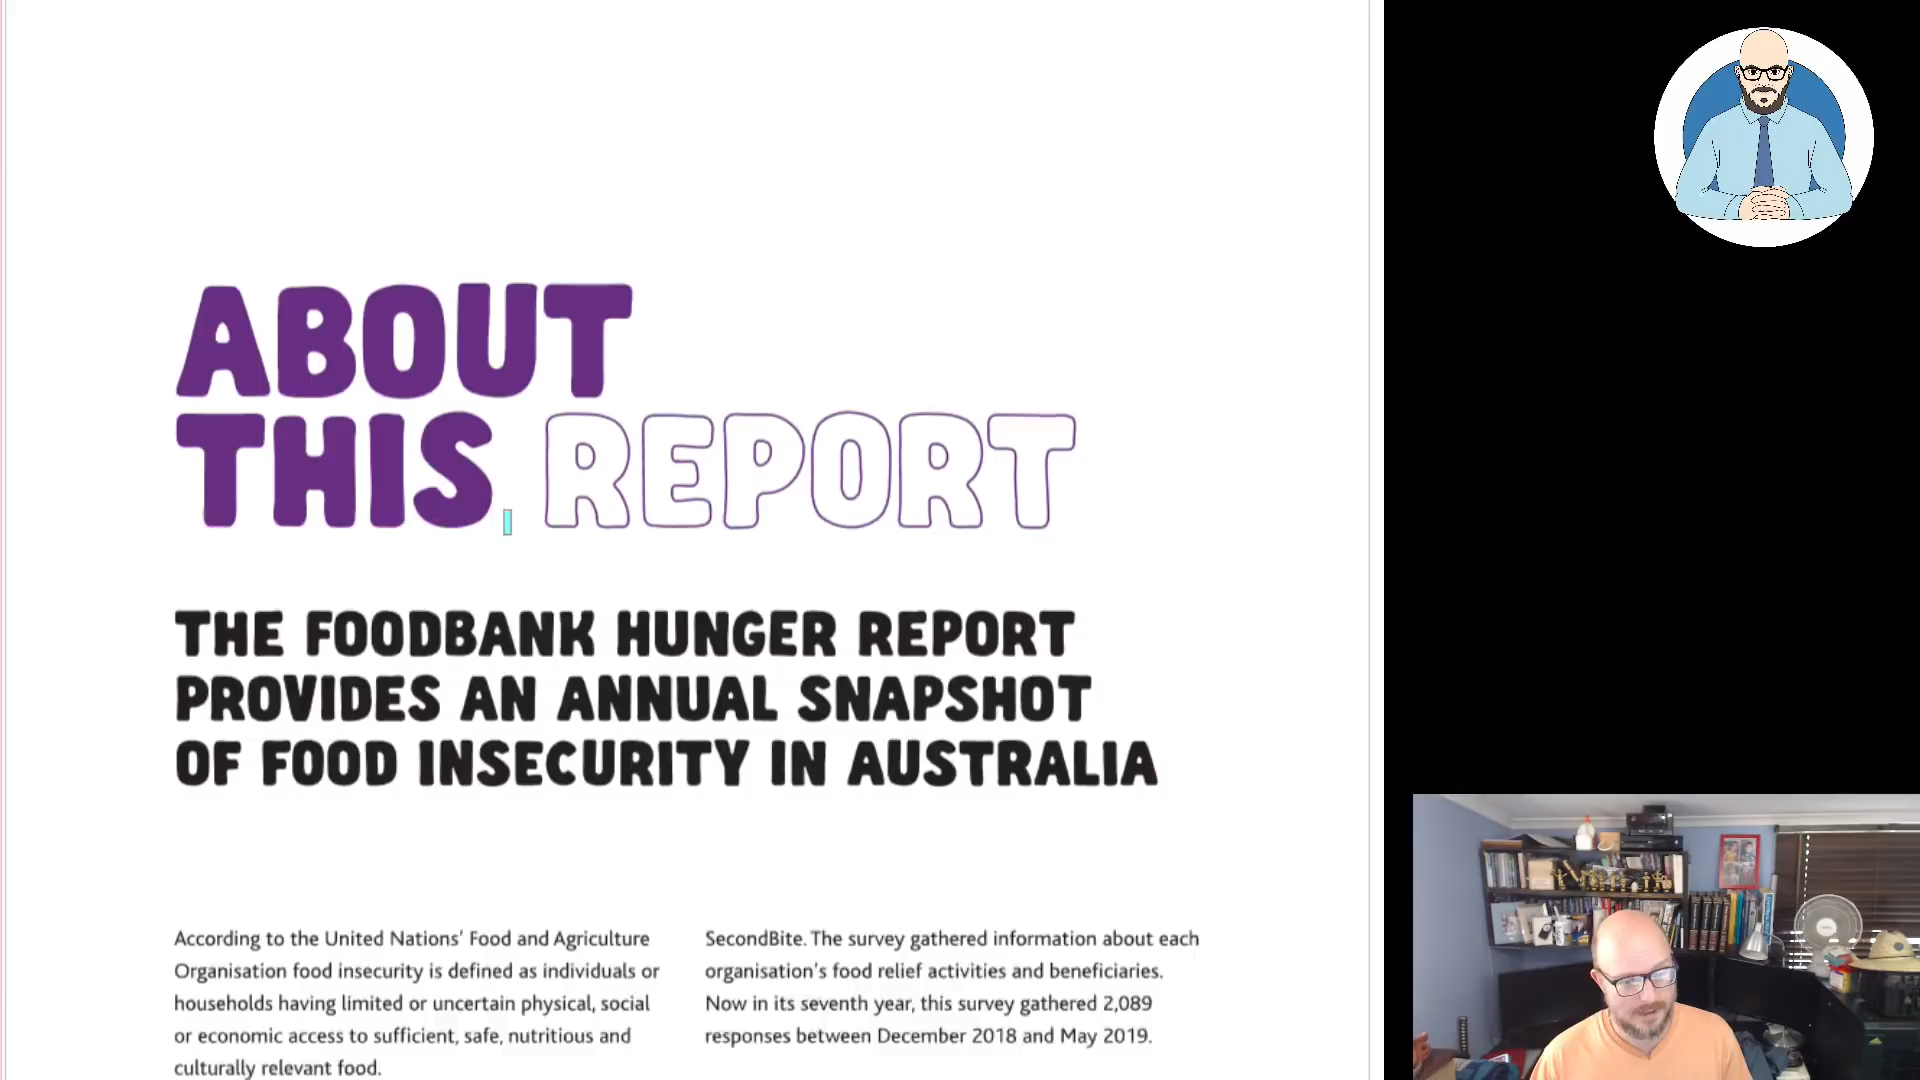 ABOUT
THIS REPORT
THE FOODBANK HUNGER REPORT
PROVIDES AN ANNUAL SNAPSHOT
OF FOOD INSECURITY IN AUSTRALIA
According to the United Nations' Food and Agriculture
Organisation food insecurity is defined as individuals or
households having limited or uncertain physical, social
or economic access to sufficient, safe, nutritious and
culturally relevant food.
SecondBite. The survey gathered information about each
organisation's food relief activities and beneficiaries.
Now in its seventh year, this survey gathered 2,089
responses between December 2018 and May 2019.